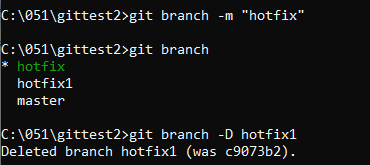 C:\051\gittest2>git branch -m "hotfix"
C:\051\gittest2>git branch
* hotfix
hotfix1
master
C:\051\gittest2>git branch -D hotfix1
Deleted branch hotfix1 (was c9073b2).